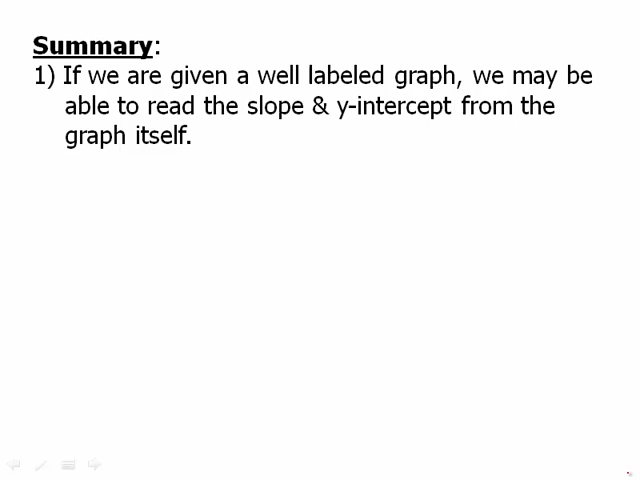 Summary:
1) If we are given a well labeled graph, we may be
able to read the slope & y-intercept from the
graph itself.